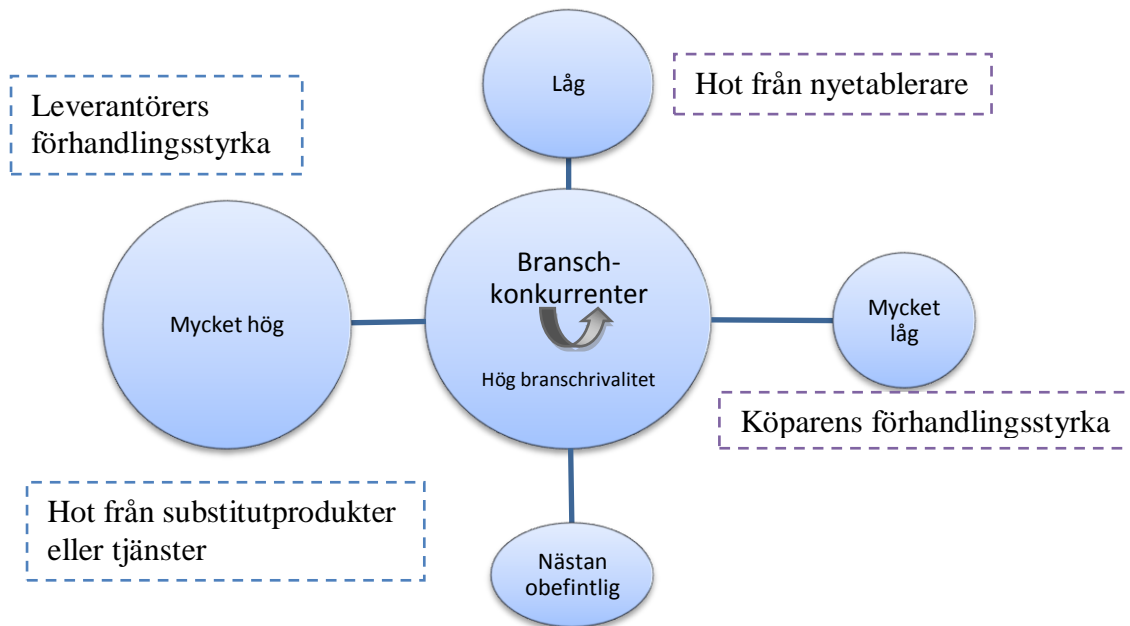 Låg
Hot från nyetablerare
Leverantörers
förhandlingsstyrka
Bransch-
konkurrenter
Hög branschrivalitet
Mycket hög
Mycket
låg
Köparens förhandlingsstyrka
Hot från substitutprodukter
eller tjänster
Nästan
obefintlig